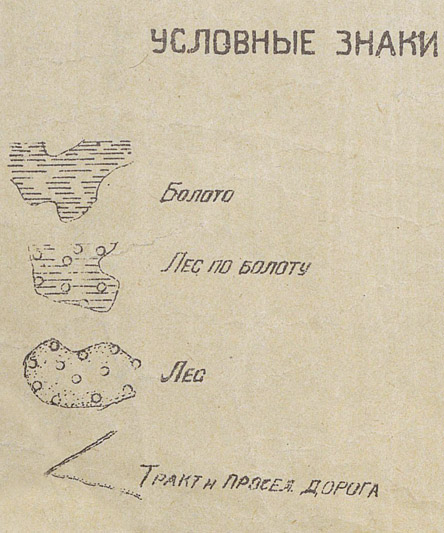 УСЛОВНЫЕ ЗНАКИ
Болото
Лес по болоту
Лес
Тракт и просел. дорога